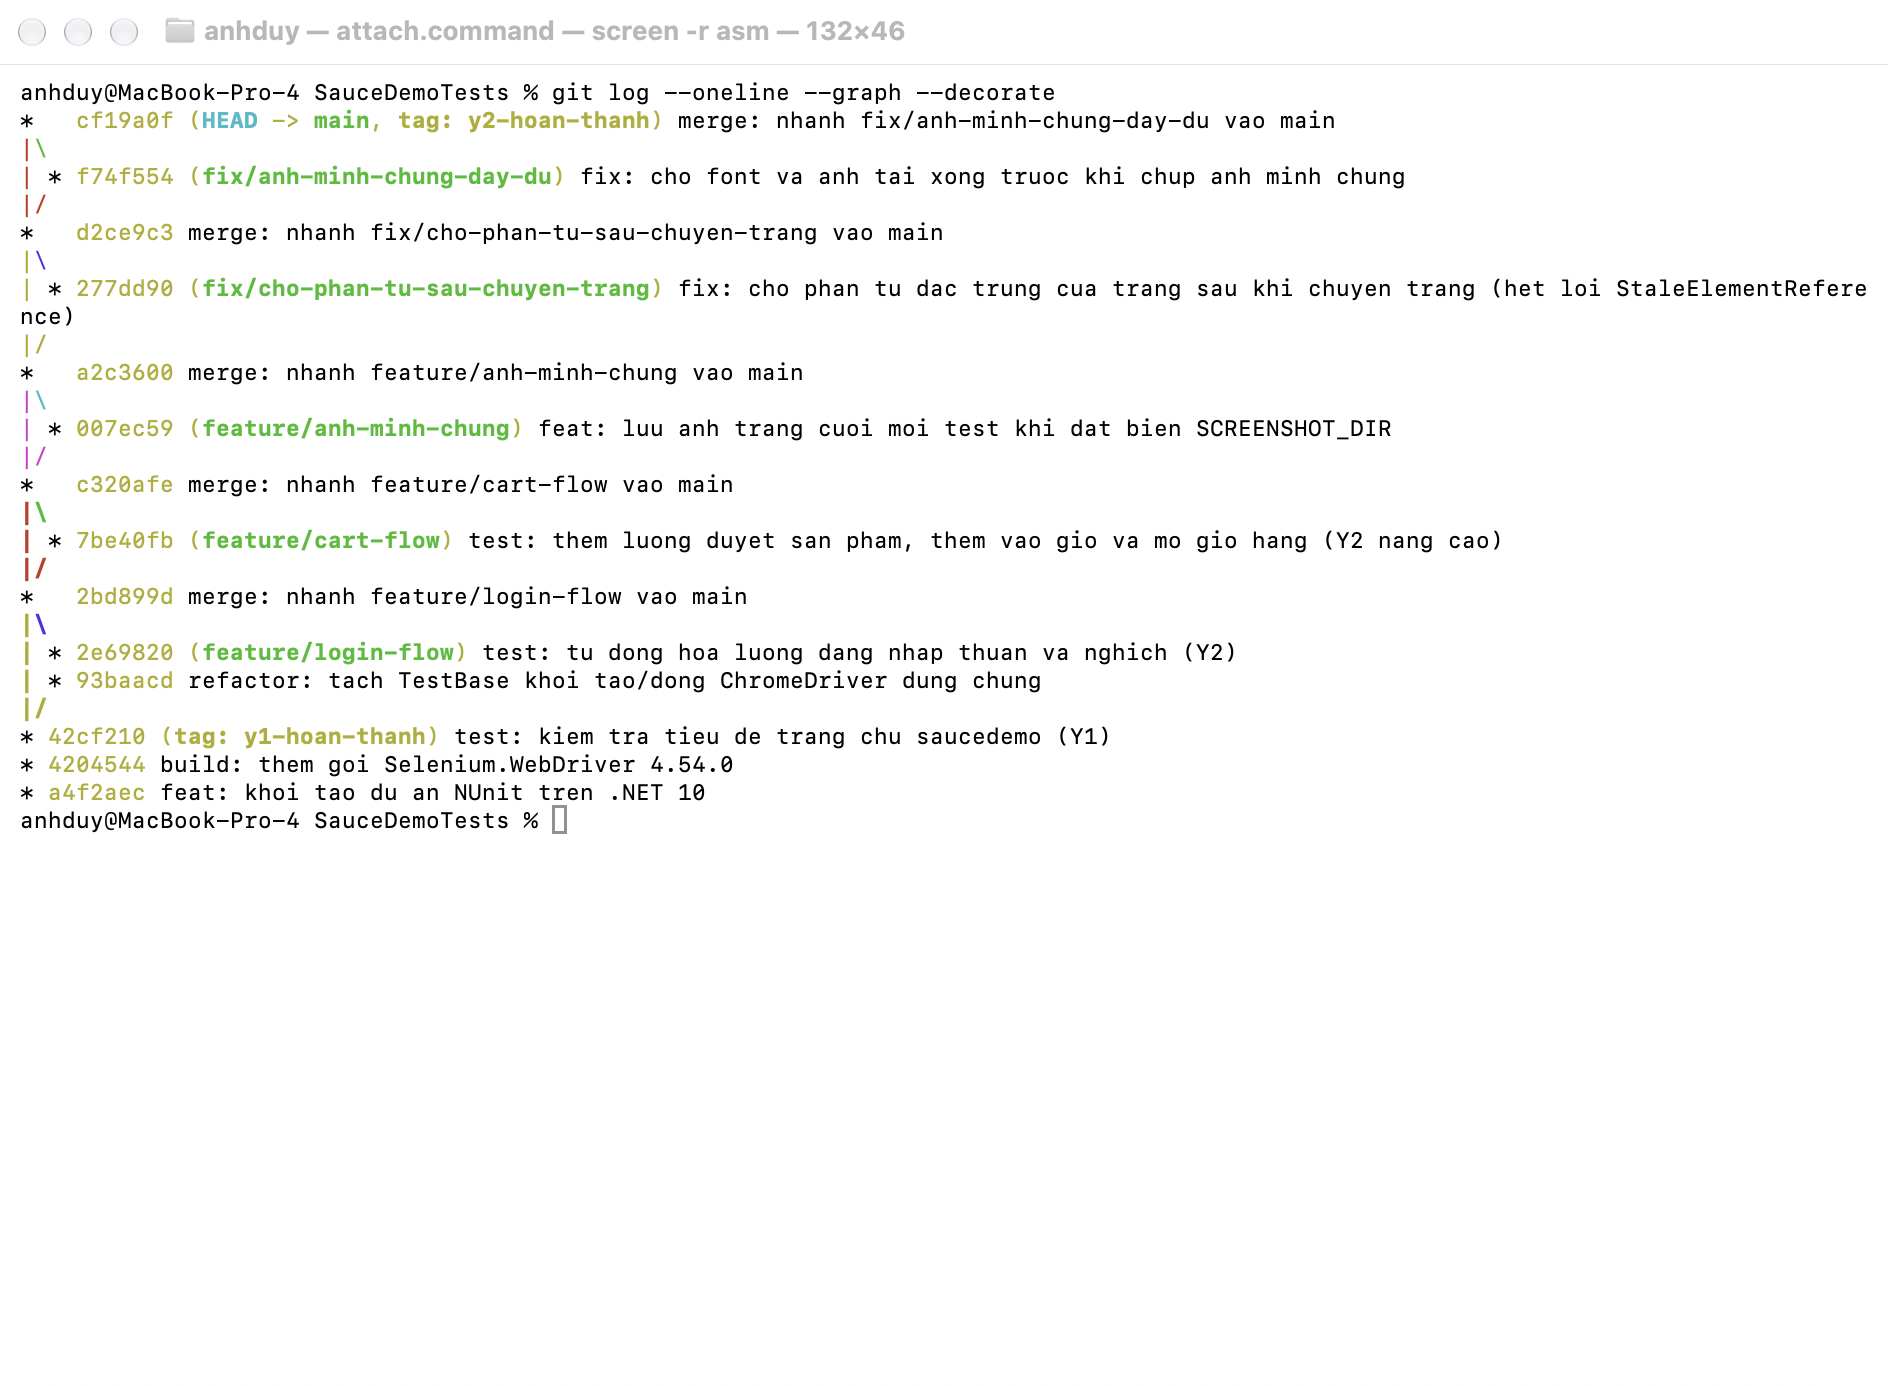 anhduy — attach.command — screen -r asm — 132×46
anhduy@MacBook-Pro-4 SauceDemoTests % git log --oneline --graph --decorate
*   cf19a0f (HEAD -> main, tag: y2-hoan-thanh) merge: nhanh fix/anh-minh-chung-day-du vao main
|\
| * f74f554 (fix/anh-minh-chung-day-du) fix: cho font va anh tai xong truoc khi chup anh minh chung
|/
*   d2ce9c3 merge: nhanh fix/cho-phan-tu-sau-chuyen-trang vao main
|\
| * 277dd90 (fix/cho-phan-tu-sau-chuyen-trang) fix: cho phan tu dac trung cua trang sau khi chuyen trang (het loi StaleElementRefere
nce)
|/
*   a2c3600 merge: nhanh feature/anh-minh-chung vao main
|\
| * 007ec59 (feature/anh-minh-chung) feat: luu anh trang cuoi moi test khi dat bien SCREENSHOT_DIR
|/
*   c320afe merge: nhanh feature/cart-flow vao main
|\
| * 7be40fb (feature/cart-flow) test: them luong duyet san pham, them vao gio va mo gio hang (Y2 nang cao)
|/
*   2bd899d merge: nhanh feature/login-flow vao main
|\
| * 2e69820 (feature/login-flow) test: tu dong hoa luong dang nhap thuan va nghich (Y2)
| * 93baacd refactor: tach TestBase khoi tao/dong ChromeDriver dung chung
|/
* 42cf210 (tag: y1-hoan-thanh) test: kiem tra tieu de trang chu saucedemo (Y1)
* 4204544 build: them goi Selenium.WebDriver 4.54.0
* a4f2aec feat: khoi tao du an NUnit tren .NET 10
anhduy@MacBook-Pro-4 SauceDemoTests %